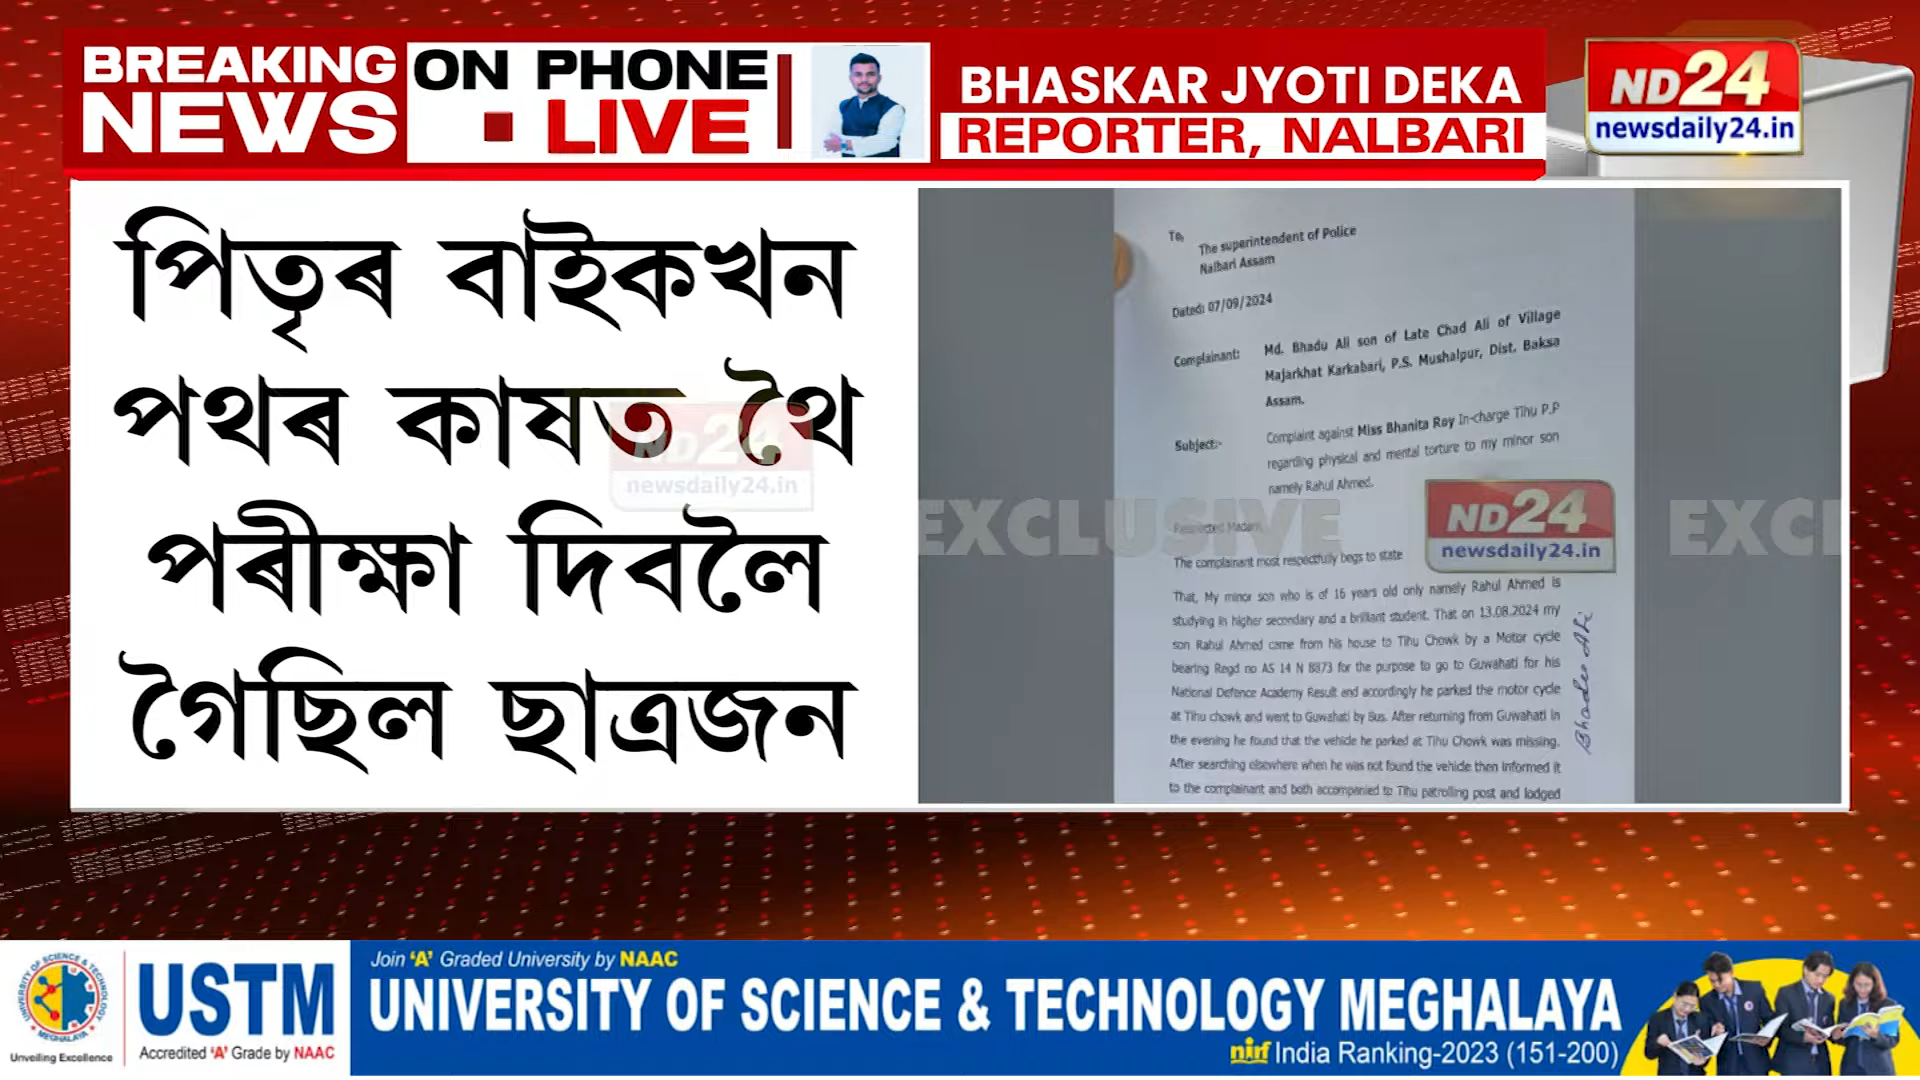 BREAKING
NEWS
ON PHONE
LIVE
BHASKAR JYOTI DEKA
REPORTER, NALBARI
ND24
newsdaily24.in
পিতৃৰ বাইকখন
পথৰ কাষত থৈ
পৰীক্ষা দিবলৈ
গৈছিল ছাত্ৰজন
ND24
newsdaily24.in
To,
The superintendent of Police
Nalbari Assam
Dated: 07/09/2024
Complainant: Md. Bhadu Ali son of Late Chad Ali of Village
Majarkhat Karkabari, P.S. Mushalpur, Dist. Baksa
Assam.
Subject:- Complaint against Miss Bhanita Roy In-charge Tihu P.P
regarding physical and mental torture to my minor son
namely Rahul Ahmed.
EXCLUSIVE
EXCL
ND24
newsdaily24.in
Respected Madam
The complainant most respectfully begs to state
That, My minor son who is of 16 years old only namely Rahul Ahmed is
studying in higher secondary and a brilliant student. That on 13.08.2024 my
son Rahul Ahmed came from his house to Tihu Chowk by a Motor cycle
bearing Regd no AS 14 N 8873 for the purpose to go to Guwahati for his
National Defence Academy Result and accordingly he parked the motor cycle
at Tihu chowk and went to Guwahati by Bus. After returning from Guwahati in
the evening he found that the vehicle he parked at Tihu Chowk was missing.
After searching elsewhere when he was not found the vehicle then informed it
to the complainant and both accompanied to Tihu patrolling post and lodged
UNIVERSITY OF SCIENCE & TECHNOLOGY
MEGHALAYA
Unveiling Excellence
USTM
Accredited 'A' Grade by NAAC
Join 'A' Graded University by NAAC
UNIVERSITY OF SCIENCE & TECHNOLOGY MEGHALAYA
nirf India Ranking-2023 (151-200)